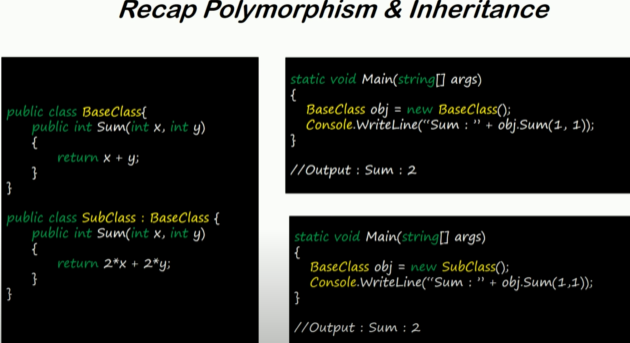 Recap Polymorphism & Inheritance
public class BaseClass{
public int Sum(int x, int y)
{
return x + y;
}
}
public class SubClass : BaseClass {
public int Sum(int x, int y)
{
return 2*x + 2*y;
}
}
static void Main(string[] args)
{
BaseClass obj = new BaseClass();
Console.WriteLine(“Sum : ” + obj.Sum(1, 1));
}
//Output : Sum : 2
static void Main(string[] args)
{
BaseClass obj = new SubClass();
Console.WriteLine(“Sum : ” + obj.Sum(1,1));
}
//Output : Sum : 2